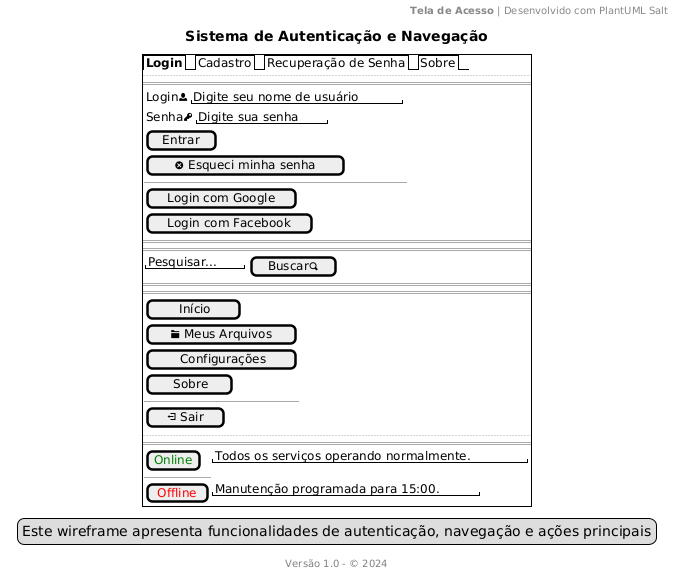 Tela de Acesso | Desenvolvido com PlantUML Salt
Sistema de Autenticação e Navegação
Login Cadastro Recuperação de Senha Sobre
Login Digite seu nome de usuário
Senha Digite sua senha
Entrar
Esqueci minha senha
Login com Google
Login com Facebook
Pesquisar... Buscar
Início
Meus Arquivos
Configurações
Sobre
Sair
Online Todos os serviços operando normalmente.
Offline Manutenção programada para 15:00.
Este wireframe apresenta funcionalidades de autenticação, navegação e ações principais
Versão 1.0 - © 2024